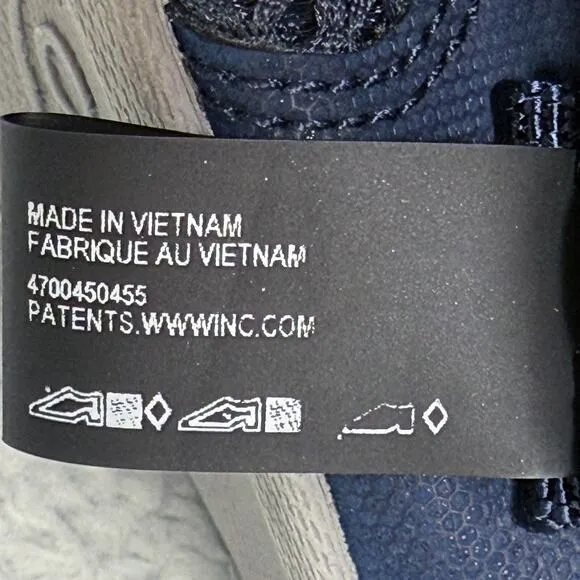 MADE IN VIETNAM
FABRIQUE AU VIETNAM
4700450455
PATENTS.WWWINC.COM